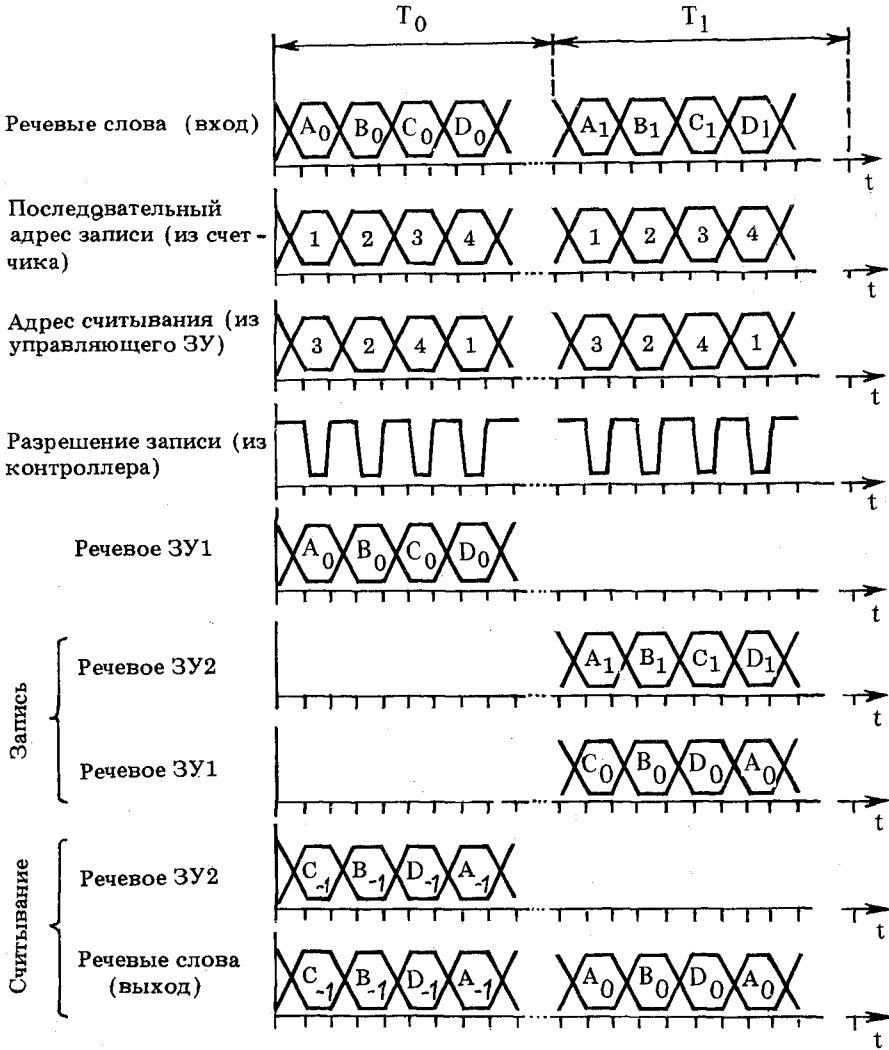 T0 T1
Речевые слова (вход) A0 B0 C0 D0 A1 B1 C1 D1
t
Последовательный
адрес записи (из счет-
чика)
1 2 3 4 1 2 3 4
t
Адрес считывания (из
управляющего ЗУ)
3 2 4 1 3 2 4 1
t
Разрешение записи (из
контроллера)
t
Речевое ЗУ1 A0 B0 C0 D0
t
Запись
Речевое ЗУ2 A1 B1 C1 D1
t
Речевое ЗУ1 C0 B0 D0 A0
t
Считывание
Речевое ЗУ2 C-1 B-1 D-1 A-1
t
Речевые слова
(выход)
C-1 B-1 D-1 A-1 A0 B0 D0 A0
t